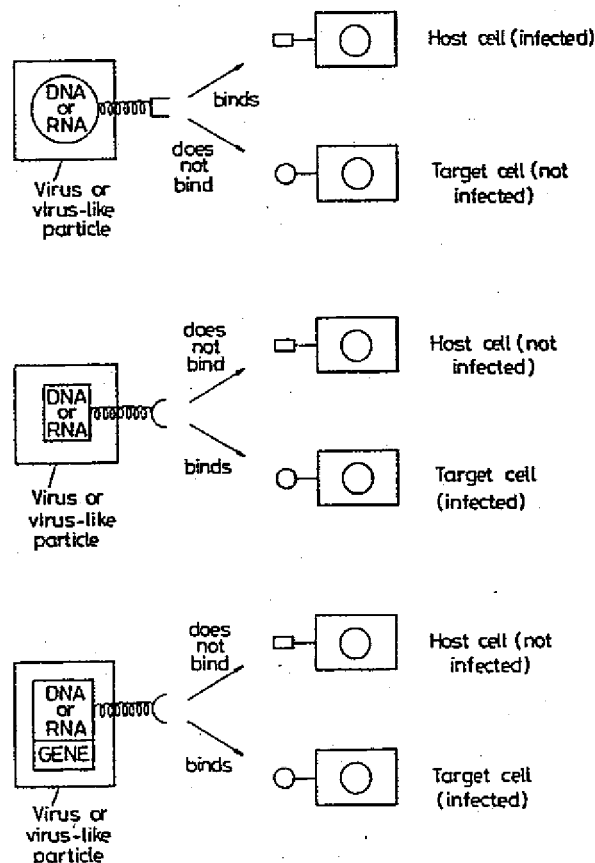 Host cell (infected)
DNA
or
RNA
binds
does
not
bind
Target cell (not
infected)
Virus or
virus-like
particle
does
not
bind
Host cell (not
infected)
DNA
or
RNA
binds
Target cell
(infected)
Virus or
virus-like
particle
does
not
bind
Host cell (not
infected)
DNA
or
RNA
GENE
binds
Target cell
(infected)
Virus or
virus-like
particle